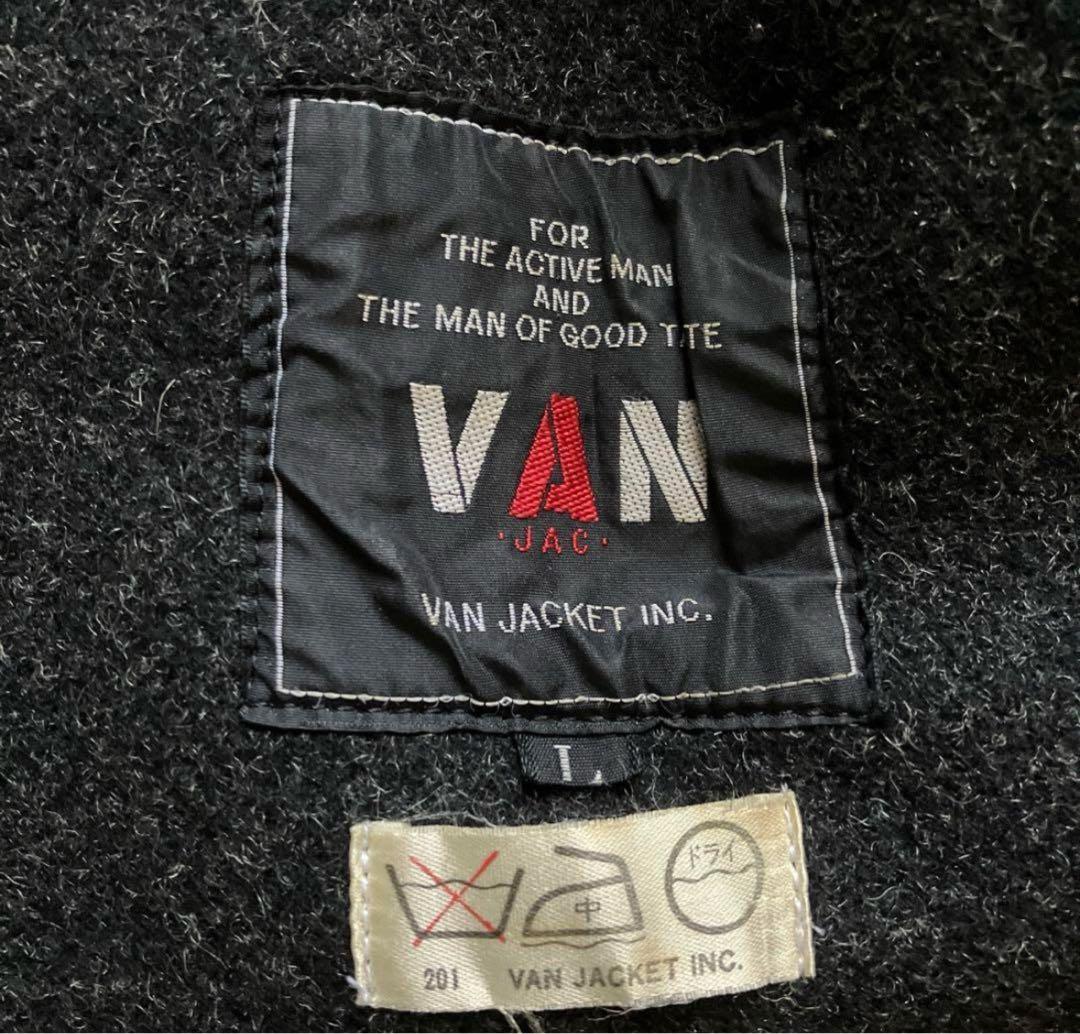 FOR
THE ACTIVE MAN
AND
THE MAN OF GOOD
VAN
·JAC·
VAN JACKET INC.
L
中
ドライ
201 VAN JACKET INC.